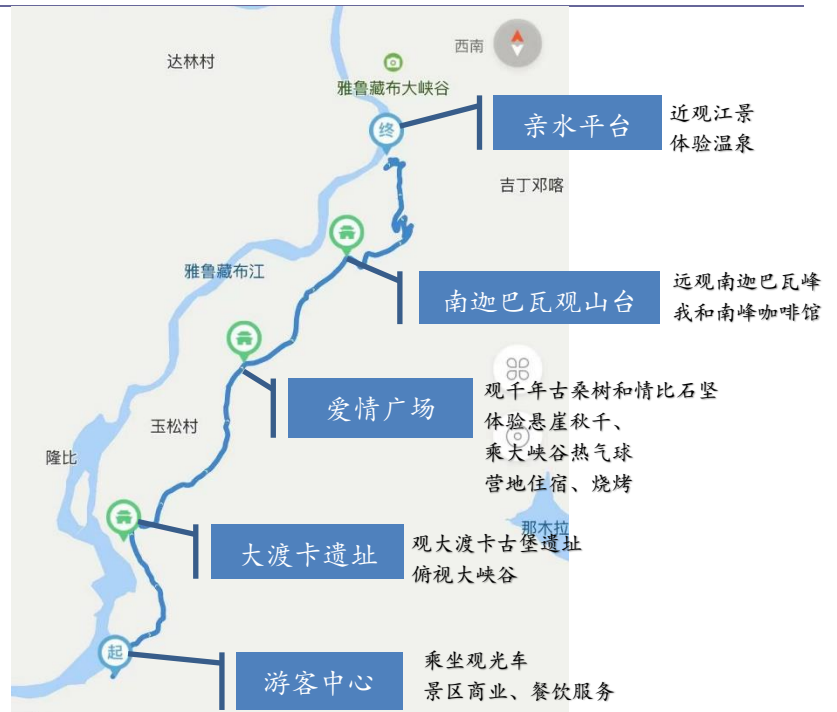 西南
达林村
雅鲁藏布大峡谷
终
亲水平台
近观江景
体验温泉
吉丁邓喀
雅鲁藏布江
南迦巴瓦观山台
远观南迦巴瓦峰
我和南峰咖啡馆
爱情广场
观千年古桑树和情比石坚
体验悬崖秋千、
乘大峡谷热气球
营地住宿、烧烤
玉松村
隆比
那木拉
大渡卡遗址
观大渡卡古堡遗址
俯视大峡谷
起
游客中心
乘坐观光车
景区商业、餐饮服务